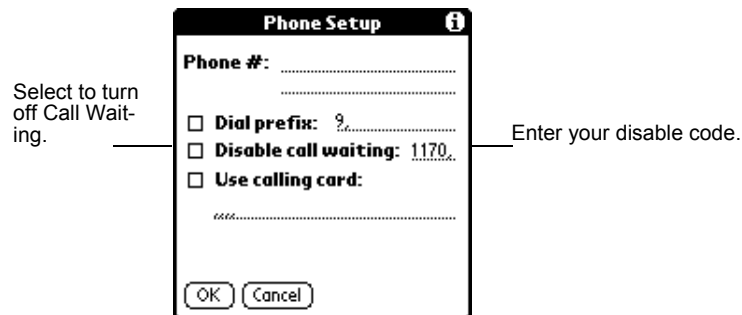 Phone Setup
Phone #:
Select to turn
off Call Wait-
ing.
Dial prefix: 9,
Disable call waiting: 1170,
Enter your disable code.
Use calling card:
,,,,
OK Cancel